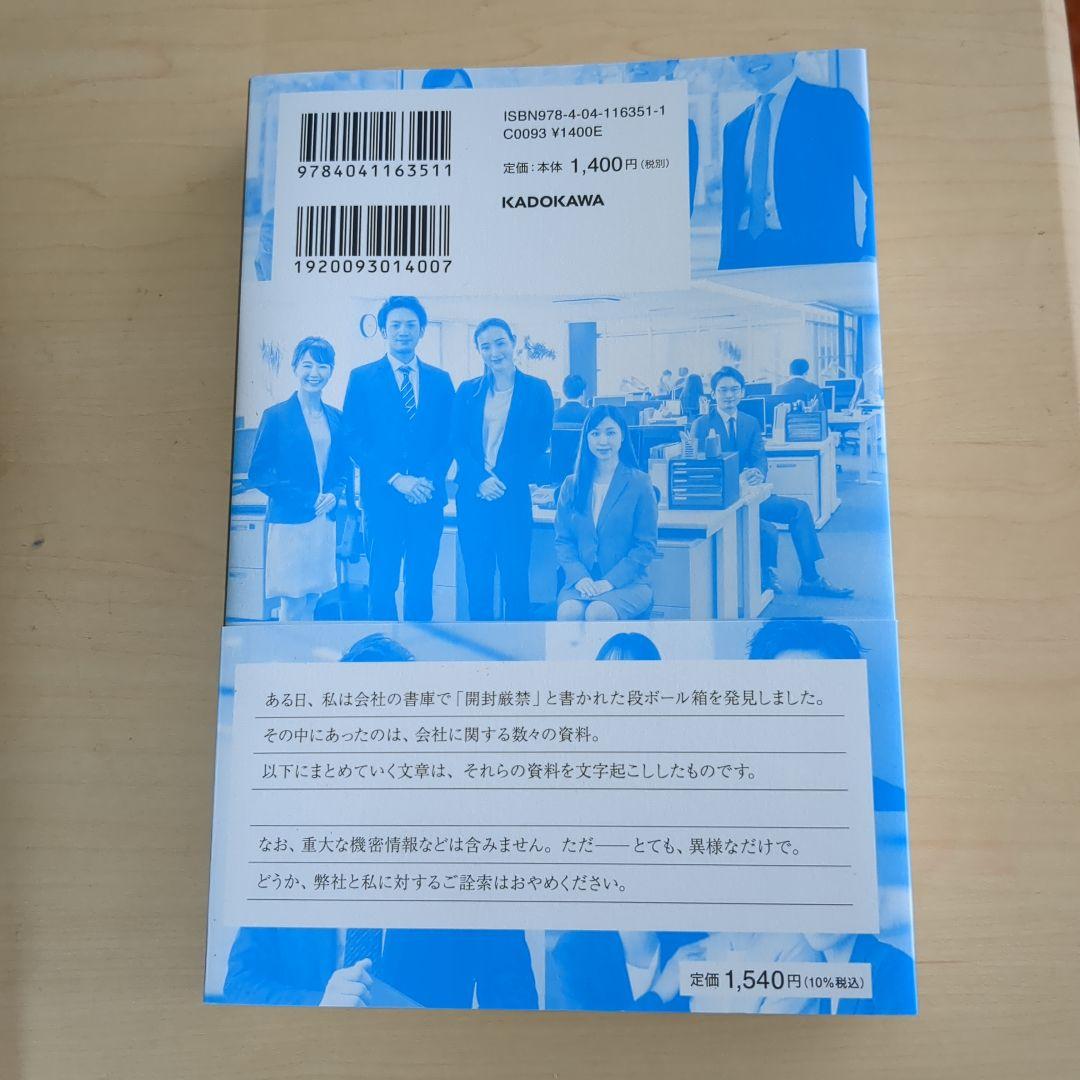 ISBN978-4-04-116351-1
C0093 ¥1400E
定価：本体 1,400円（税別）
KADOKAWA
9784041163511
1920093014007
ある日、私は会社の書庫で「開封厳禁」と書かれた段ボール箱を発見しました。
その中にあったのは、会社に関する数々の資料。
以下にまとめていく文章は、それらの資料を文字起こししたものです。
なお、重大な機密情報などは含みません。ただ――とても、異様なだけで。
どうか、弊社と私に対するご詮索はおやめください。
定価 1,540円（10%税込）